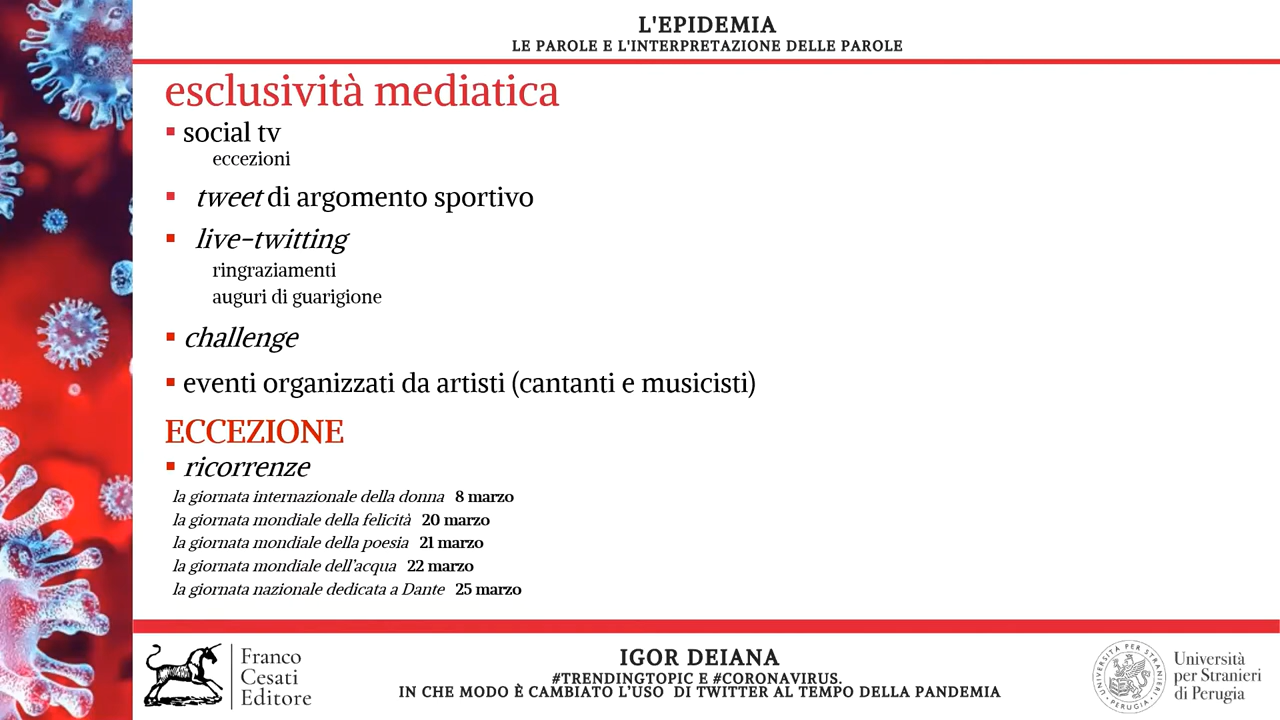 L'EPIDEMIA
LE PAROLE E L'INTERPRETAZIONE DELLE PAROLE
esclusività mediatica
▪ social tv
eccezioni
▪ tweet di argomento sportivo
▪ live-twitting
ringraziamenti
auguri di guarigione
▪ challenge
▪ eventi organizzati da artisti (cantanti e musicisti)
ECCEZIONE
▪ ricorrenze
la giornata internazionale della donna 8 marzo
la giornata mondiale della felicità 20 marzo
la giornata mondiale della poesia 21 marzo
la giornata mondiale dell'acqua 22 marzo
la giornata nazionale dedicata a Dante 25 marzo
Franco
Cesati
Editore
IGOR DEIANA
#TRENDINGTOPIC E #CORONAVIRUS.
IN CHE MODO È CAMBIATO L'USO DI TWITTER AL TEMPO DELLA PANDEMIA
UNIVERSITÀ PER STRANIERI
PERUGIA
Università
per Stranieri
di Perugia